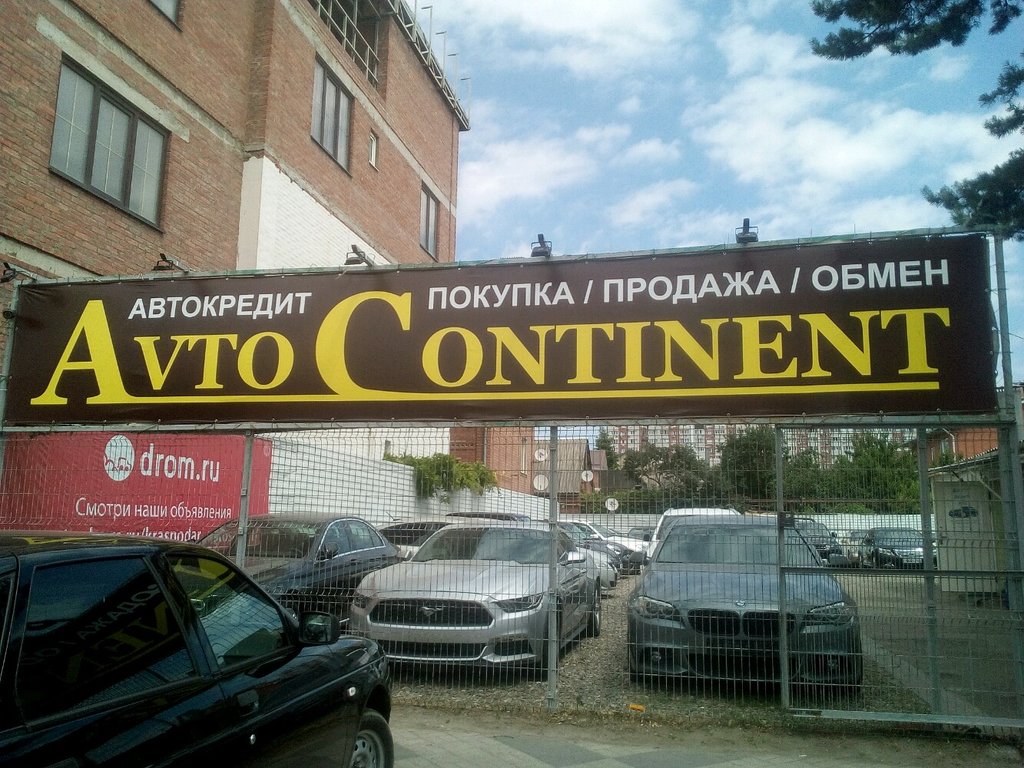 АВТОКРЕДИТ
ПОКУПКА / ПРОДАЖА / ОБМЕН
AVTO CONTINENT
drom.ru
Смотри наши объявления